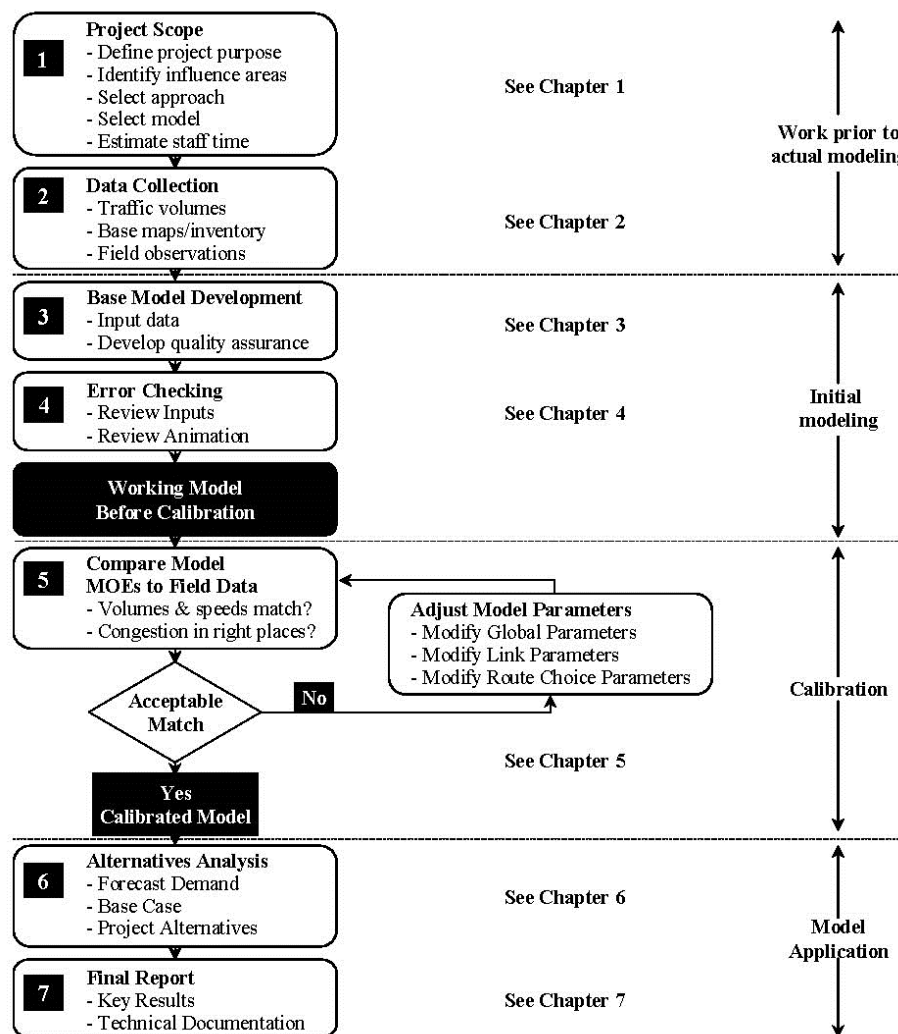 1
Project Scope
- Define project purpose
- Identify influence areas
- Select approach
- Select model
- Estimate staff time
See Chapter 1
Work prior to
actual modeling
2
Data Collection
- Traffic volumes
- Base maps/inventory
- Field observations
See Chapter 2
3
Base Model Development
- Input data
- Develop quality assurance
See Chapter 3
4
Error Checking
- Review Inputs
- Review Animation
See Chapter 4
Initial
modeling
Working Model
Before Calibration
5
Compare Model
MOEs to Field Data
- Volumes & speeds match?
- Congestion in right places?
Adjust Model Parameters
- Modify Global Parameters
- Modify Link Parameters
- Modify Route Choice Parameters
Calibration
Acceptable
Match
No
See Chapter 5
Yes
Calibrated Model
6
Alternatives Analysis
- Forecast Demand
- Base Case
- Project Alternatives
See Chapter 6
Model
Application
7
Final Report
- Key Results
- Technical Documentation
See Chapter 7